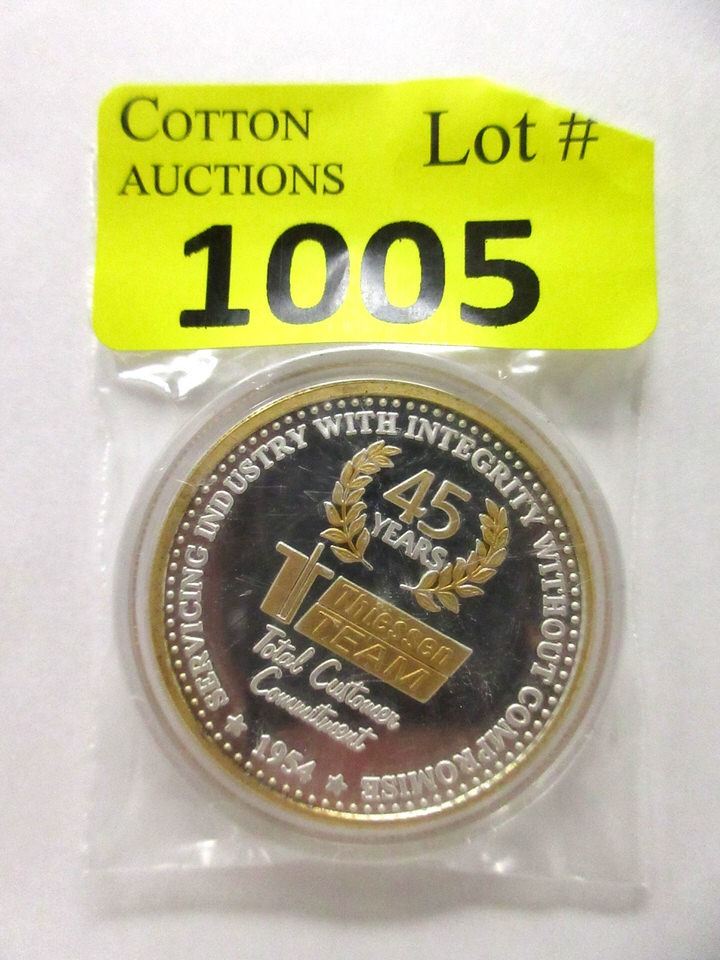 COTTON
AUCTIONS
Lot #
1005
SERVICING INDUSTRY WITH INTEGRITY WITHOUT COMPROMISE
45
YEARS
T
Thiessen
TEAM
Total Customer
Commitment
★ 1954 ★